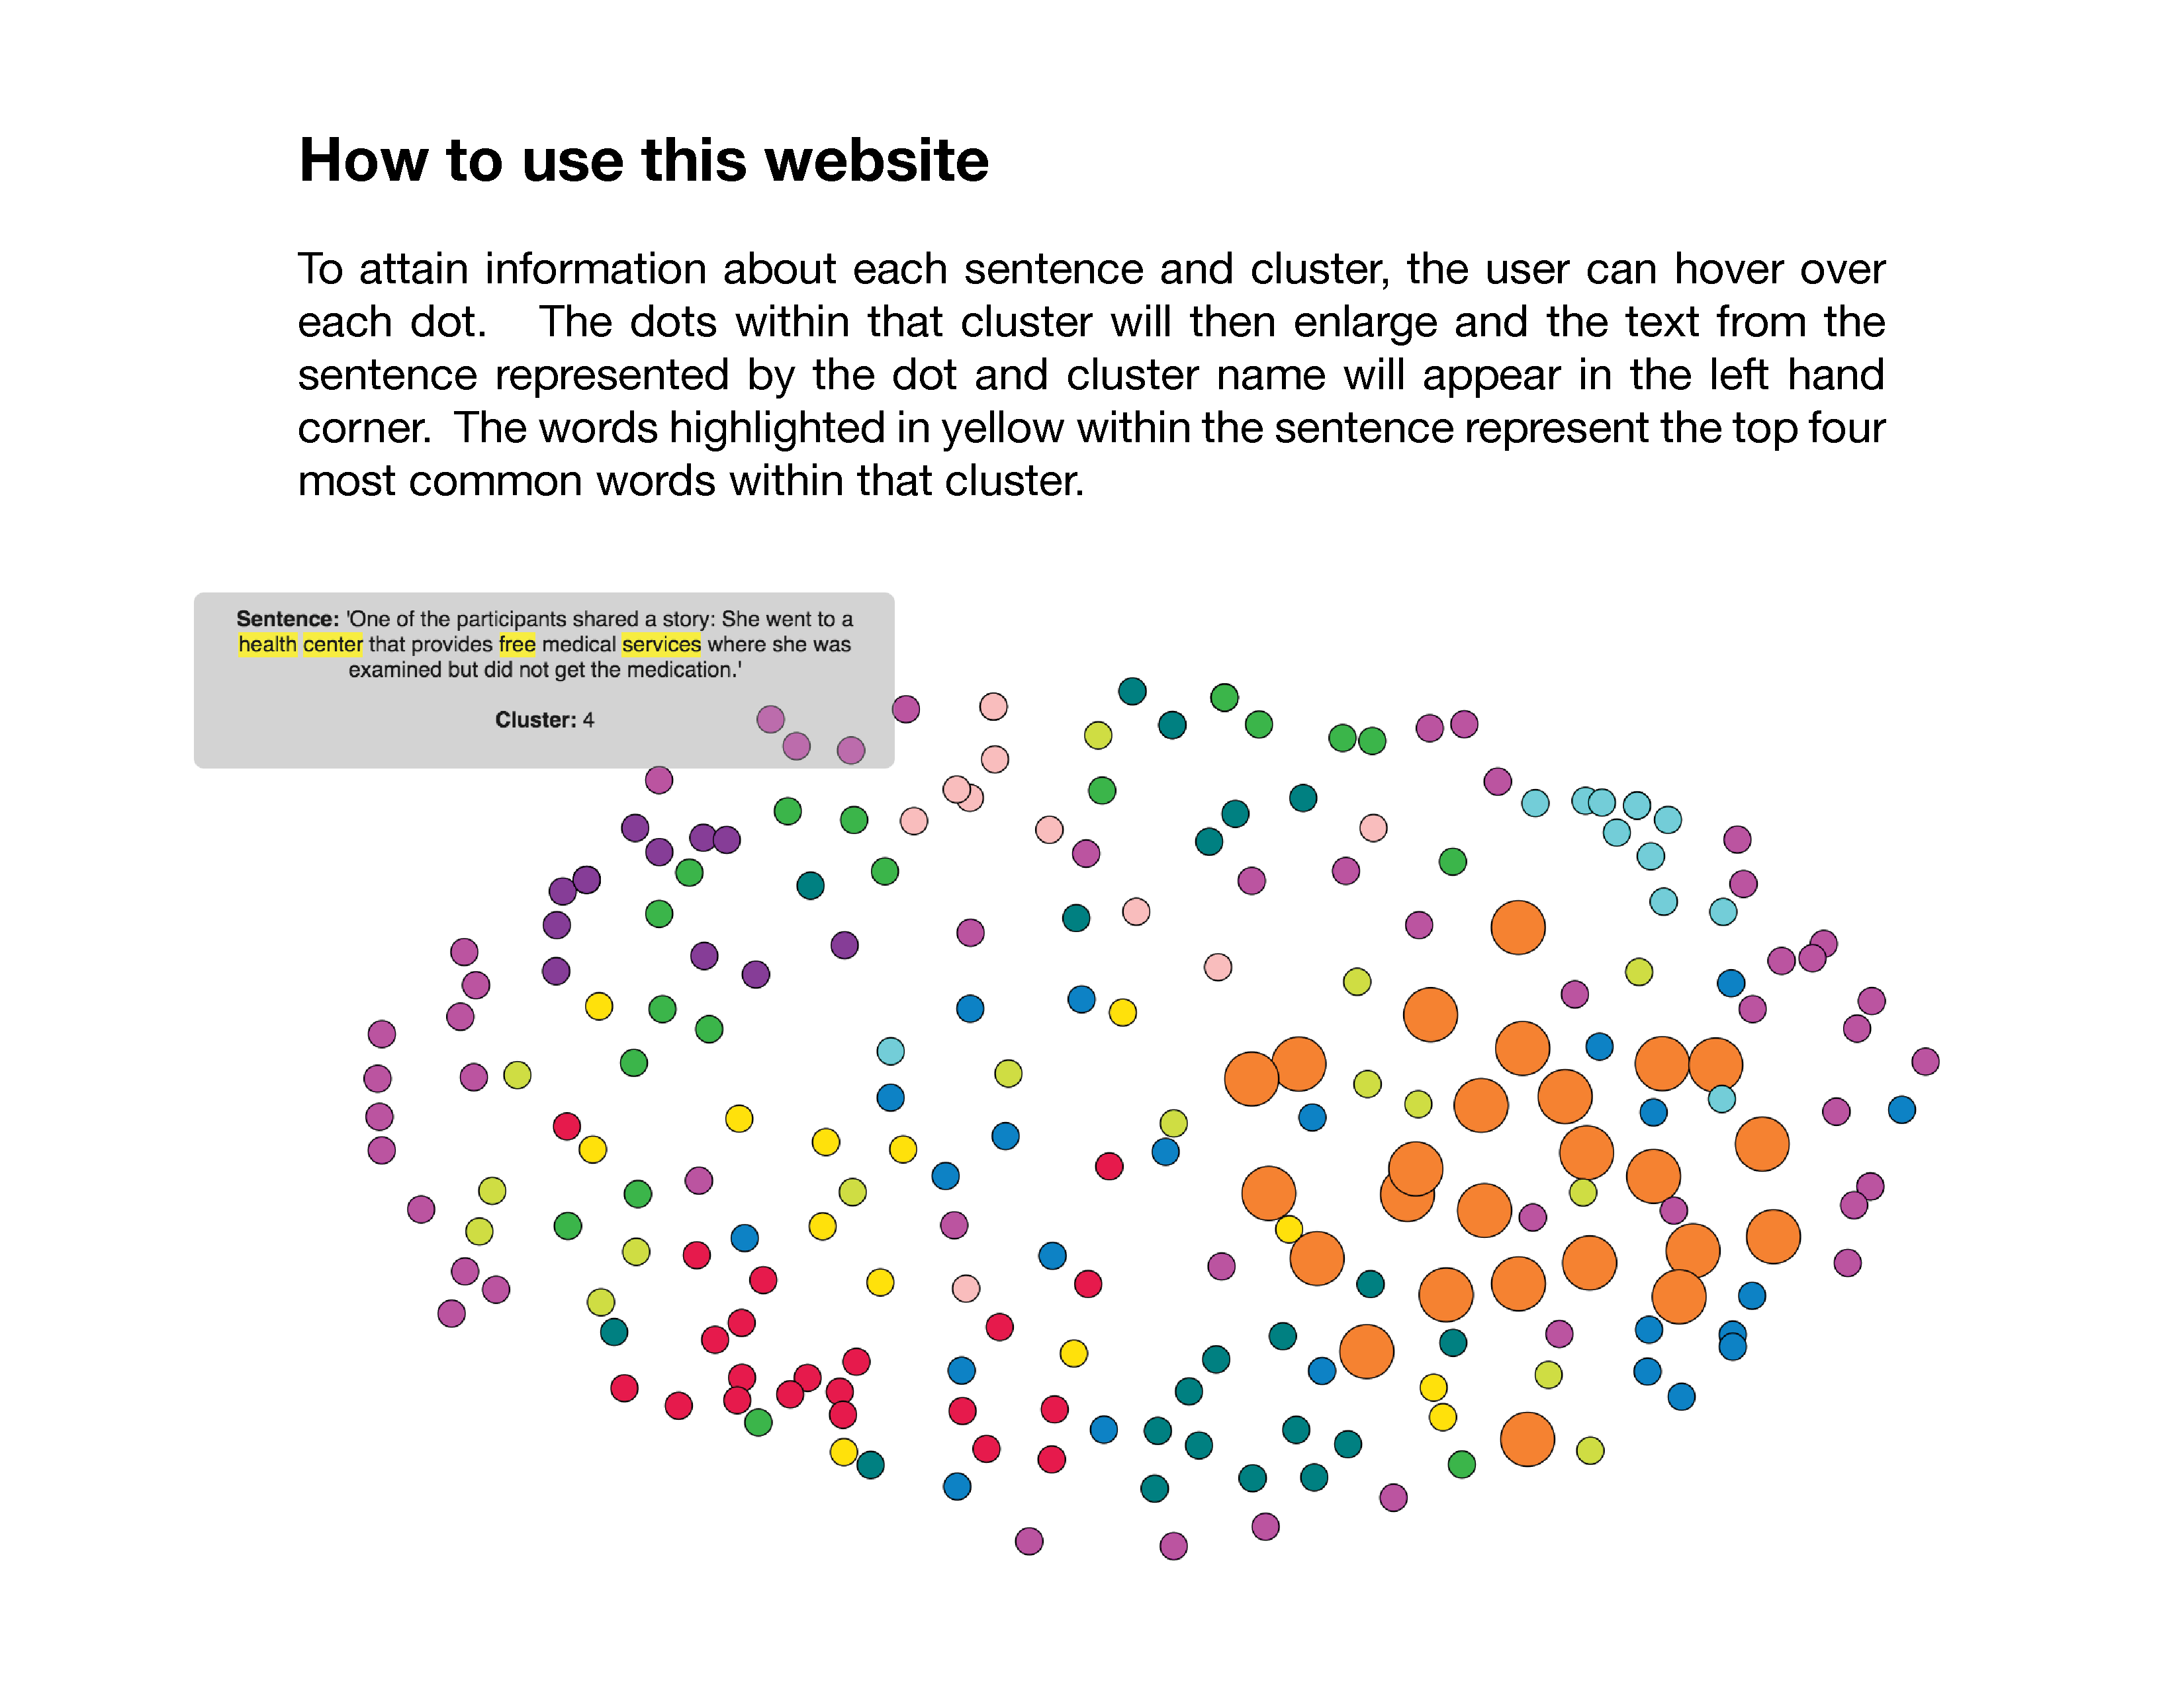 How to use this website
To attain information about each sentence and cluster, the user can hover over
each dot. The dots within that cluster will then enlarge and the text from the
sentence represented by the dot and cluster name will appear in the left hand
corner. The words highlighted in yellow within the sentence represent the top four
most common words within that cluster.
Sentence: 'One of the participants shared a story: She went to a
health center that provides free medical services where she was
examined but did not get the medication.'
Cluster: 4